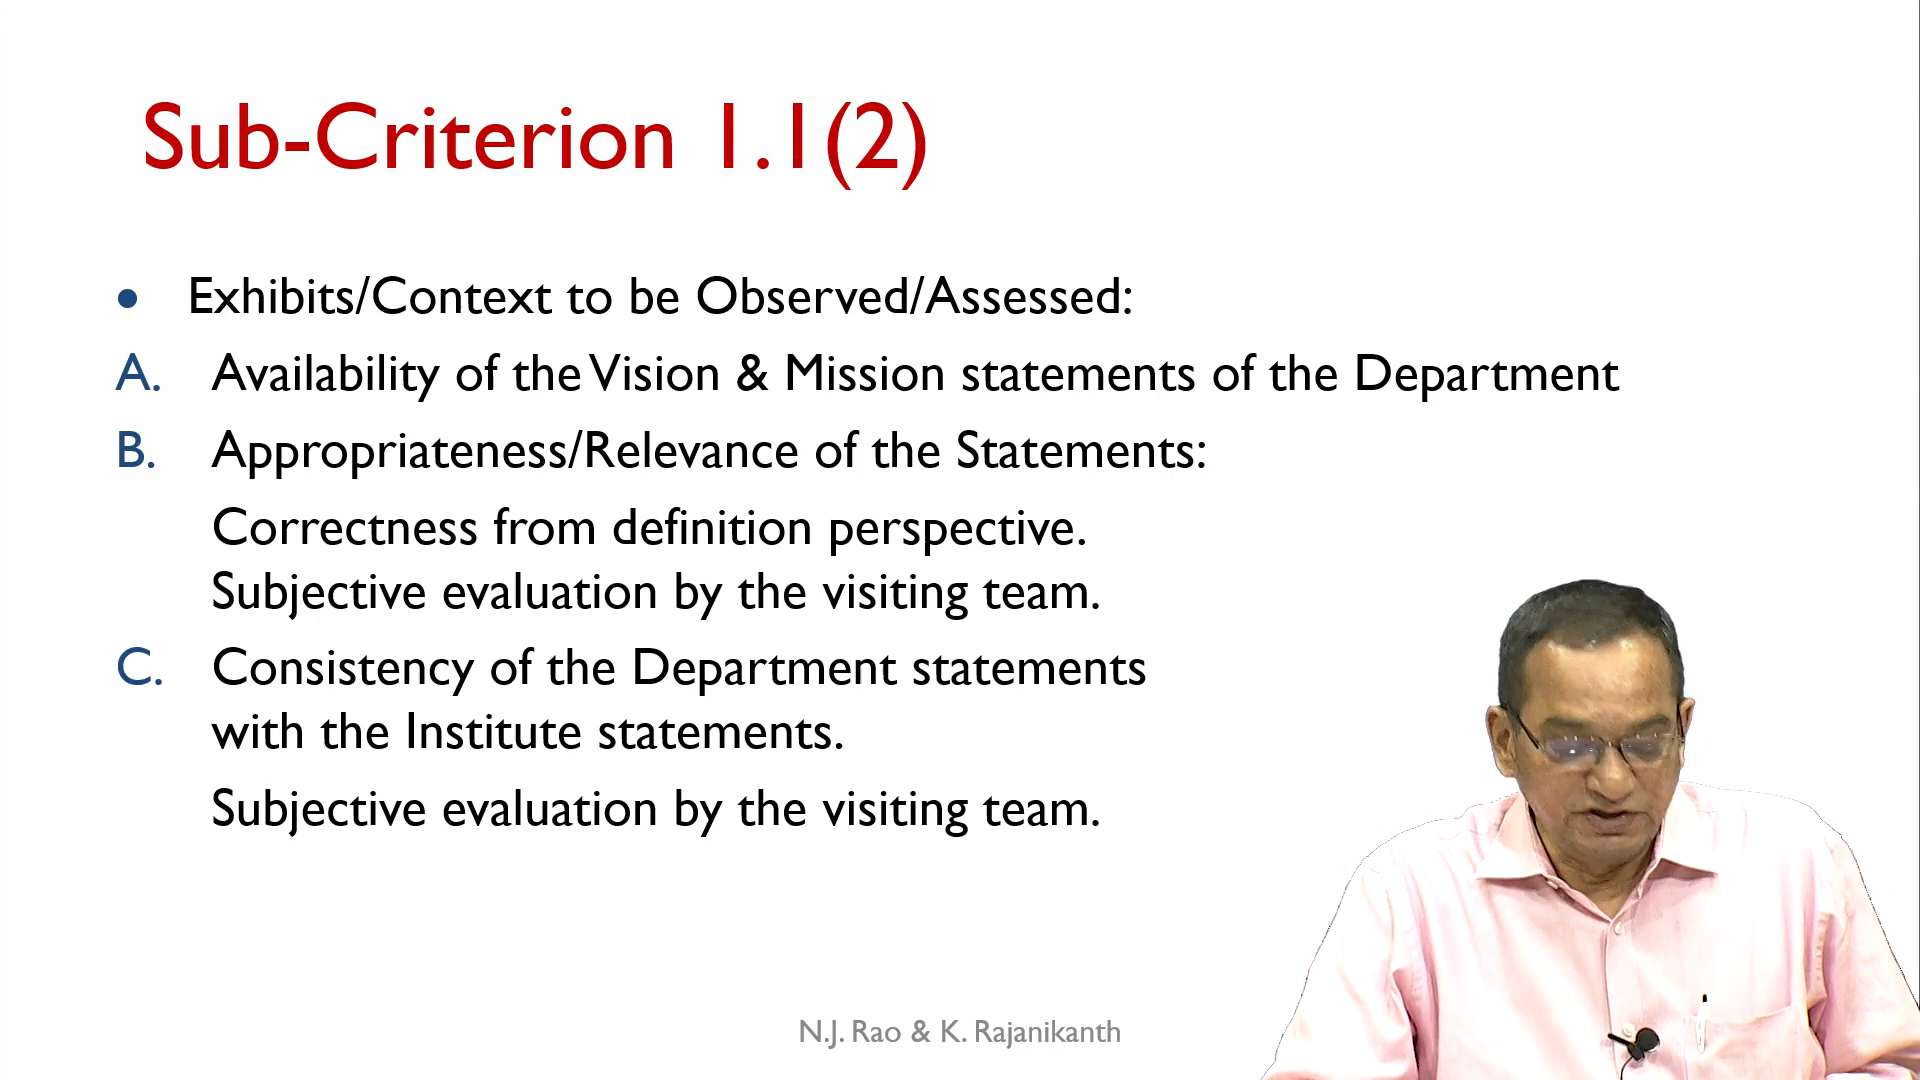 Sub-Criterion 1.1(2)
• Exhibits/Context to be Observed/Assessed:
A. Availability of the Vision & Mission statements of the Department
B. Appropriateness/Relevance of the Statements:
Correctness from definition perspective.
Subjective evaluation by the visiting team.
C. Consistency of the Department statements
with the Institute statements.
Subjective evaluation by the visiting team.
N.J. Rao & K. Rajanikanth